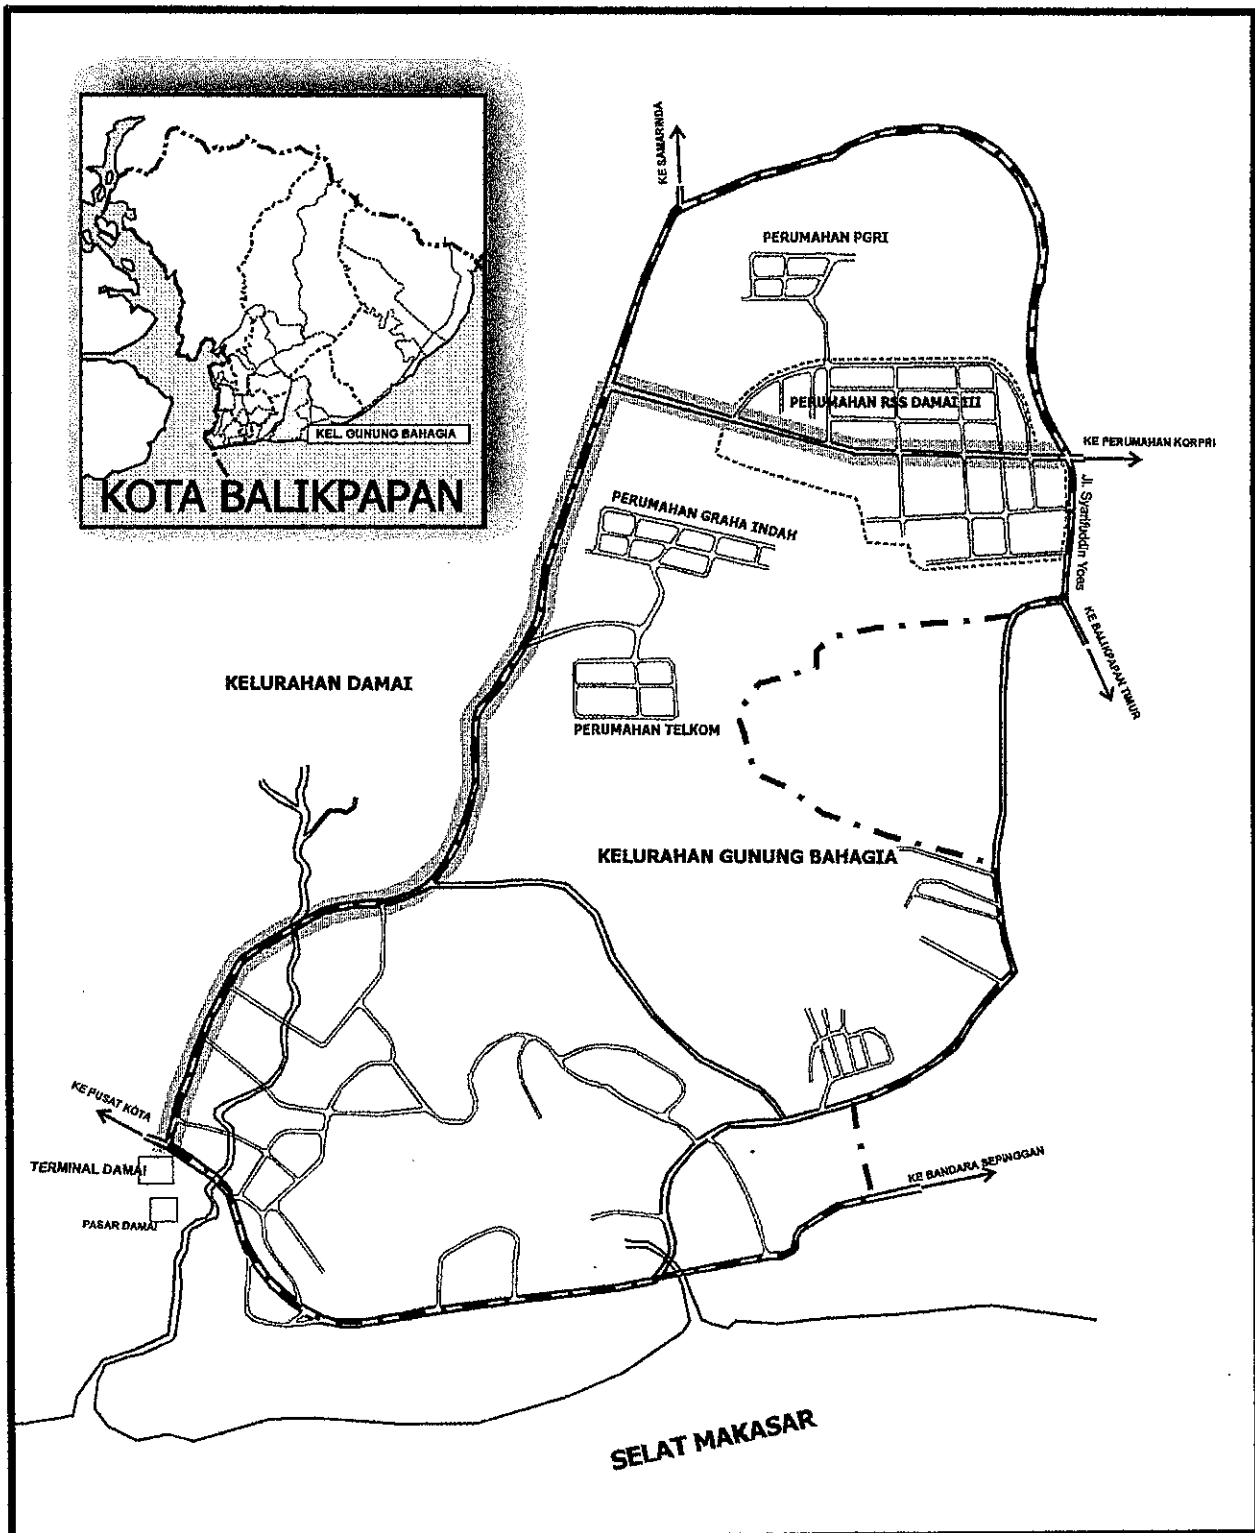 KEL. GUNUNG BAHAGIA
KOTA BALIKPAPAN
KE SAMARINDA
PERUMAHAN PGRI
PERUMAHAN RSS DAMAI III
KE PERUMAHAN KORPRI
Jl. Syarifuddin Yoes
PERUMAHAN GRAHA INDAH
KE BALIKPAPAN TIMUR
KELURAHAN DAMAI
PERUMAHAN TELKOM
KELURAHAN GUNUNG BAHAGIA
KE PUSAT KOTA
TERMINAL DAMAI
PASAR DAMAI
KE BANDARA SEPINGGAN
SELAT MAKASAR